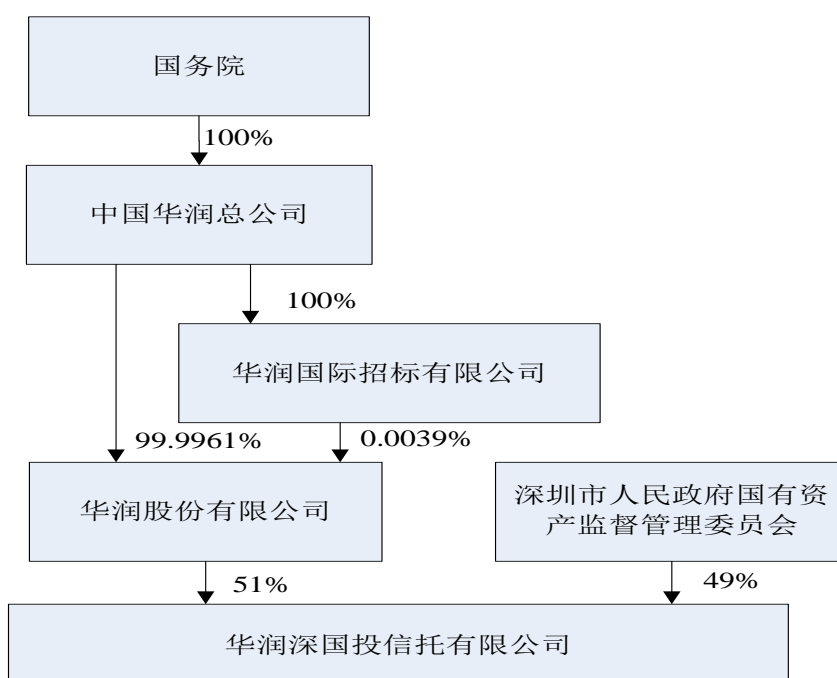 国务院
100%
中国华润总公司
100%
华润国际招标有限公司
99.9961%
0.0039%
华润股份有限公司
深圳市人民政府国有资
产监督管理委员会
51%
49%
华润深国投信托有限公司